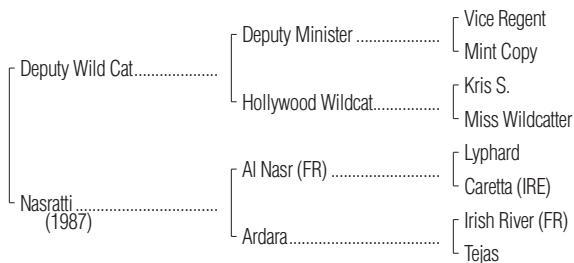 Vice Regent
Deputy Minister
Mint Copy
Deputy Wild Cat
Kris S.
Hollywood Wildcat
Miss Wildcatter
Lyphard
Al Nasr (FR)
Caretta (IRE)
Nasratti
(1987)
Irish River (FR)
Ardara
Tejas